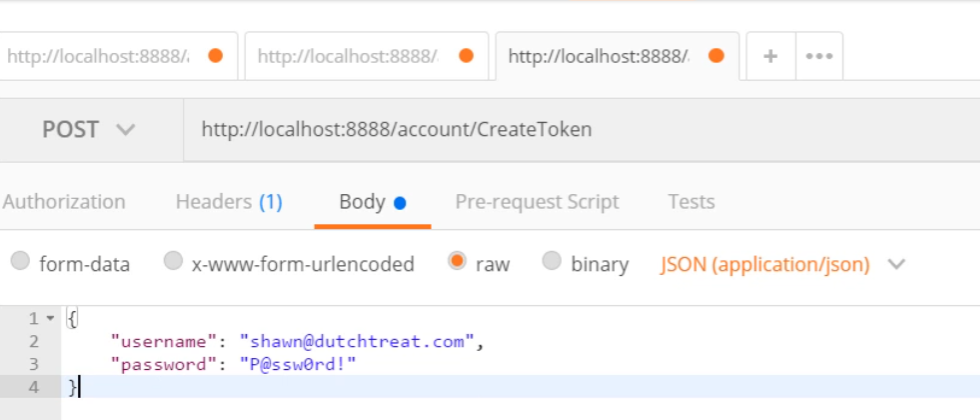 http://localhost:8888/. http://localhost:8888/. http://localhost:8888/. + •••
POST http://localhost:8888/account/CreateToken
Authorization Headers (1) Body Pre-request Script Tests
form-data x-www-form-urlencoded raw binary JSON (application/json)
1 {
2 "username": "shawn@dutchtreat.com",
3 "password": "P@ssw0rd!"
4 }